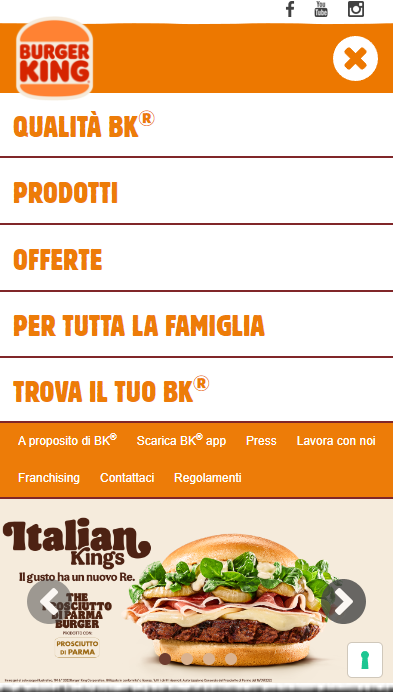 You
Tube
BURGER
KING
QUALITÀ BK®
PRODOTTI
OFFERTE
PER TUTTA LA FAMIGLIA
TROVA IL TUO BK®
A proposito di BK® Scarica BK® app Press Lavora con noi
Franchising Contattaci Regolamenti
Italian
Kings
Il gusto ha un nuovo Re.
THE
PROSCIUTTO
DI PARMA
BURGER
PRODOTTO CON
PROSCIUTTO
DI PARMA